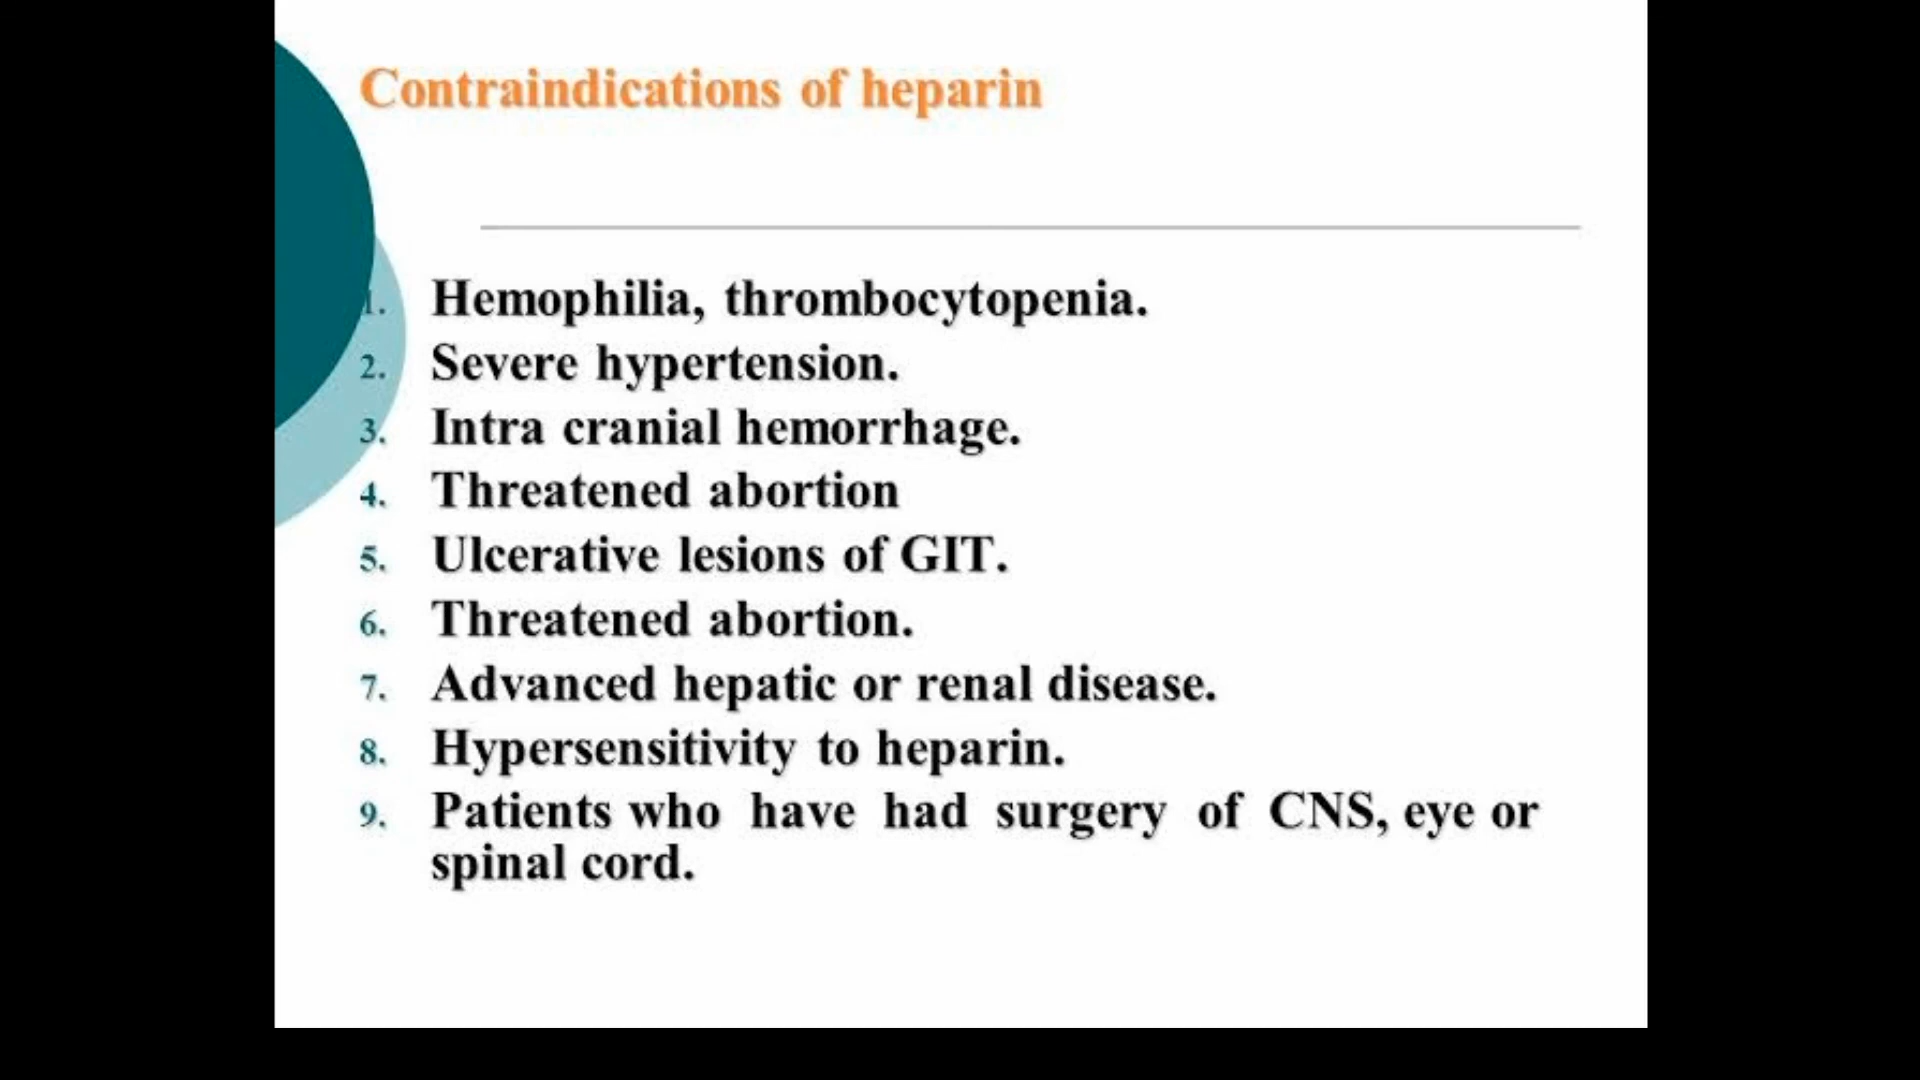 Contraindications of heparin
1. Hemophilia, thrombocytopenia.
2. Severe hypertension.
3. Intra cranial hemorrhage.
4. Threatened abortion
5. Ulcerative lesions of GIT.
6. Threatened abortion.
7. Advanced hepatic or renal disease.
8. Hypersensitivity to heparin.
9. Patients who have had surgery of CNS, eye or
spinal cord.